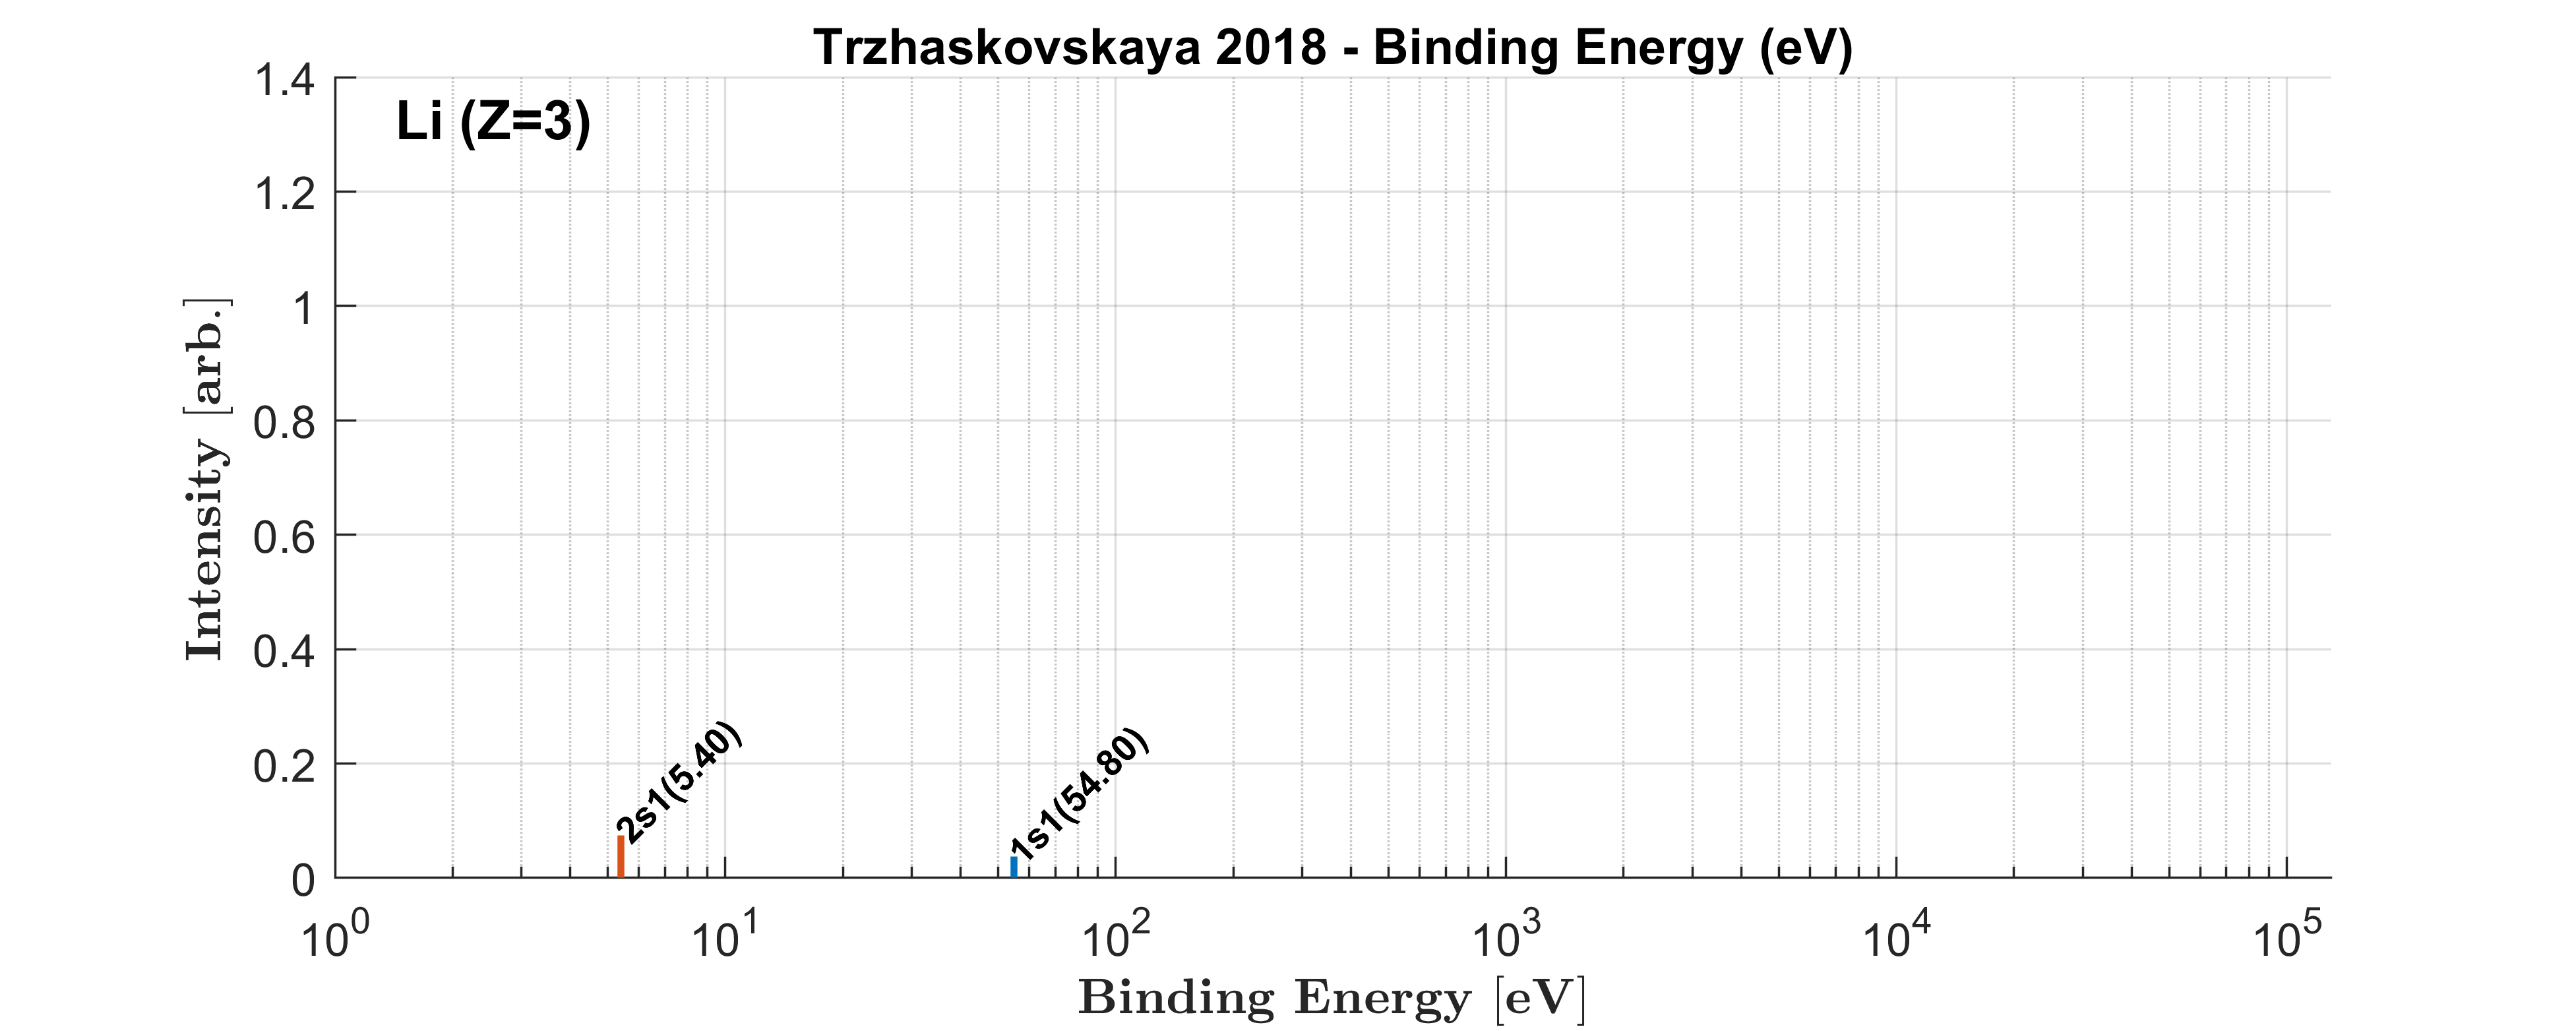 Trzhaskovskaya 2018 - Binding Energy (eV)
Li (Z=3)
1.4
1.2
1
0.8
0.6
0.4
0.2
0
Intensity [arb.]
2s1(5.40)
1s1(54.80)
10^0
10^1
10^2
10^3
10^4
10^5
Binding Energy [eV]